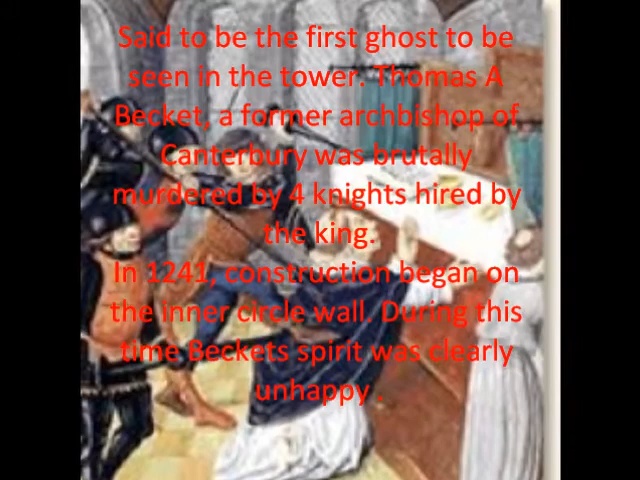 Said to be the first ghost to be
seen in the tower. Thomas A
Becket, a former archbishop of
Canterbury was brutally
murdered by 4 knights hired by
the king.
In 1241, construction began on
the inner circle wall. During this
time Beckets spirit was clearly
unhappy .